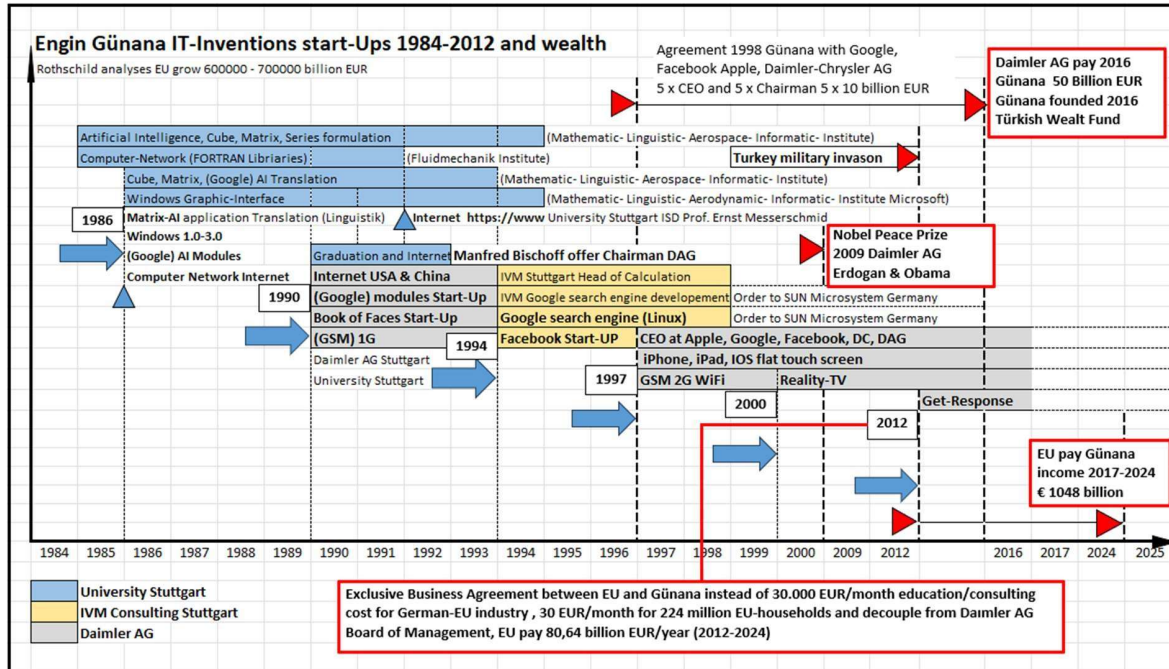 Engin Günana IT-Inventions start-Ups 1984-2012 and wealth
Rothschild analyses EU grow 600000 - 700000 billion EUR
Agreement 1998 Günana with Google,
Facebook Apple, Daimler-Chrysler AG
5 x CEO and 5 x Chairman 5 x 10 billion EUR
Daimler AG pay 2016
Günana 50 Billion EUR
Günana founded 2016
Türkish Wealt Fund
Artificial Intelligence, Cube, Matrix, Series formulation
(Mathematic- Linguistic- Aerospace- Informatic- Institute)
Computer-Network (FORTRAN Libriaries)
(Fluidmechanik Institute)
Turkey military invason
Cube, Matrix, (Google) AI Translation
(Mathematic- Linguistic- Aerospace- Informatic- Institute)
Windows Graphic-Interface
(Mathematic- Linguistic- Aerodynamic- Informatic- Institute Microsoft)
1986
Matrix-AI application Translation (Linguistik)
Internet https://www University Stuttgart ISD Prof. Ernst Messerschmid
Windows 1.0-3.0
(Google) AI Modules
Computer Network Internet
Nobel Peace Prize
2009 Daimler AG
Erdogan & Obama
Graduation and Internet
Manfred Bischoff offer Chairman DAG
Internet USA & China
IVM Stuttgart Head of Calculation
1990
(Google) modules Start-Up
IVM Google search engine developement
Order to SUN Microsystem Germany
Book of Faces Start-Up
Google search engine (Linux)
Order to SUN Microsystem Germany
(GSM) 1G
1994
Facebook Start-UP
CEO at Apple, Google, Facebook, DC, DAG
Daimler AG Stuttgart
iPhone, iPad, IOS flat touch screen
University Stuttgart
1997
GSM 2G WiFi
Reality-TV
2000
Get-Response
2012
EU pay Günana
income 2017-2024
€ 1048 billion
1984 1985 1986 1987 1988 1989 1990 1991 1992 1993 1994 1995 1996 1997 1998 1999 2000 2009 2012 2016 2017 2024 2025
University Stuttgart
IVM Consulting Stuttgart
Daimler AG
Exclusive Business Agreement between EU and Günana instead of 30.000 EUR/month education/consulting
cost for German-EU industry , 30 EUR/month for 224 million EU-households and decouple from Daimler AG
Board of Management, EU pay 80,64 billion EUR/year (2012-2024)